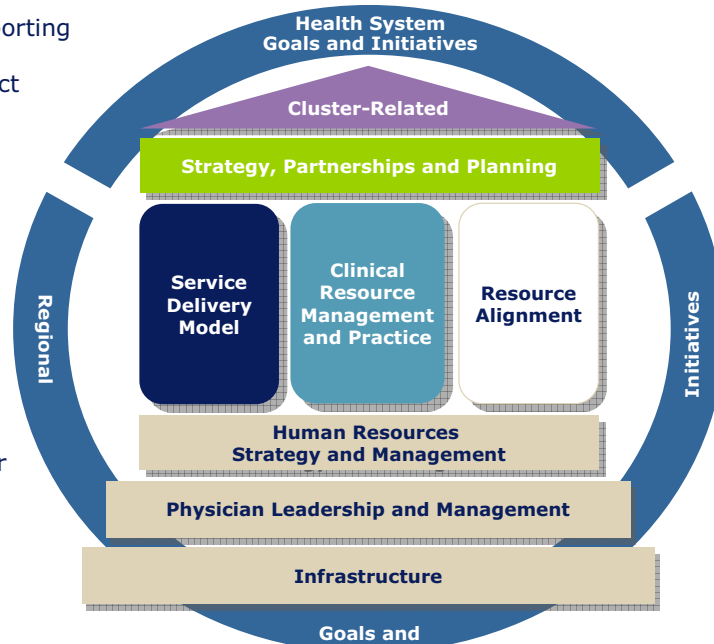 orting
ct
r
Health System
Goals and Initiatives
Cluster-Related
Strategy, Partnerships and Planning
Service
Delivery
Model
Clinical
Resource
Management
and Practice
Resource
Alignment
Regional
Initiatives
Human Resources
Strategy and Management
Physician Leadership and Management
Infrastructure
Goals and